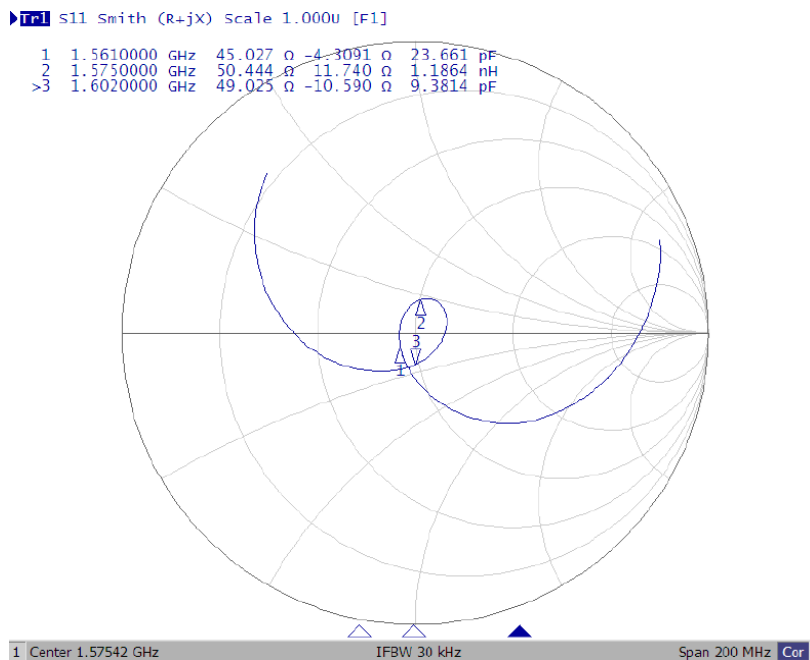 Tr1 S11 Smith (R+jX) Scale 1.000U [F1]
1 1.5610000 GHz 45.027 Ω -4.3091 Ω 23.661 pF
2 1.5750000 GHz 50.444 Ω 11.740 Ω 1.1864 nH
>3 1.6020000 GHz 49.025 Ω -10.590 Ω 9.3814 pF
2
3
1
1 Center 1.57542 GHz IFBW 30 kHz Span 200 MHz Cor